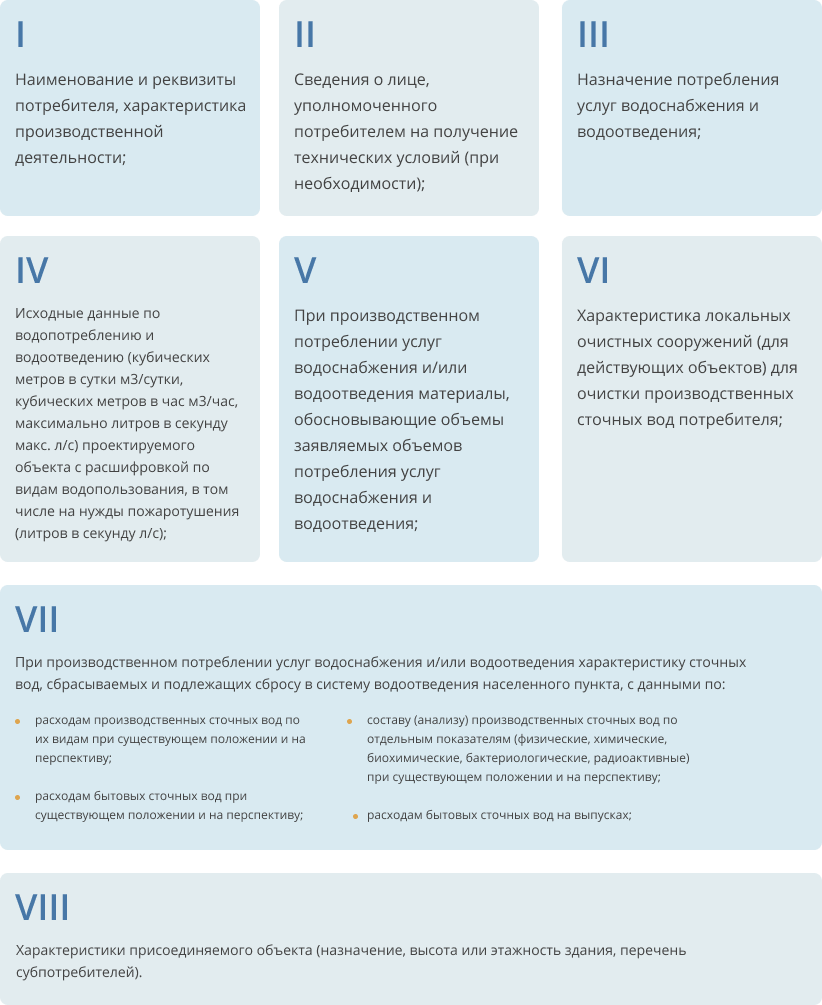 I
Наименование и реквизиты
потребителя, характеристика
производственной
деятельности;
II
Сведения о лице,
уполномоченного
потребителем на получение
технических условий (при
необходимости);
III
Назначение потребления
услуг водоснабжения и
водоотведения;
IV
Исходные данные по
водопотреблению и
водоотведению (кубических
метров в сутки м3/сутки,
кубических метров в час м3/час,
максимально литров в секунду
макс. л/с) проектируемого
объекта с расшифровкой по
видам водопользования, в том
числе на нужды пожаротушения
(литров в секунду л/с);
V
При производственном
потреблении услуг
водоснабжения и/или
водоотведения материалы,
обосновывающие объемы
заявляемых объемов
потребления услуг
водоснабжения и
водоотведения;
VI
Характеристика локальных
очистных сооружений (для
действующих объектов) для
очистки производственных
сточных вод потребителя;
VII
При производственном потреблении услуг водоснабжения и/или водоотведения характеристику сточных
вод, сбрасываемых и подлежащих сбросу в систему водоотведения населенного пункта, с данными по:
расходам производственных сточных вод по
их видам при существующем положении и на
перспективу;
расходам бытовых сточных вод при
существующем положении и на перспективу;
составу (анализу) производственных сточных вод по
отдельным показателям (физические, химические,
биохимические, бактериологические, радиоактивные)
при существующем положении и на перспективу;
расходам бытовых сточных вод на выпусках;
VIII
Характеристики присоединяемого объекта (назначение, высота или этажность здания, перечень
субпотребителей).